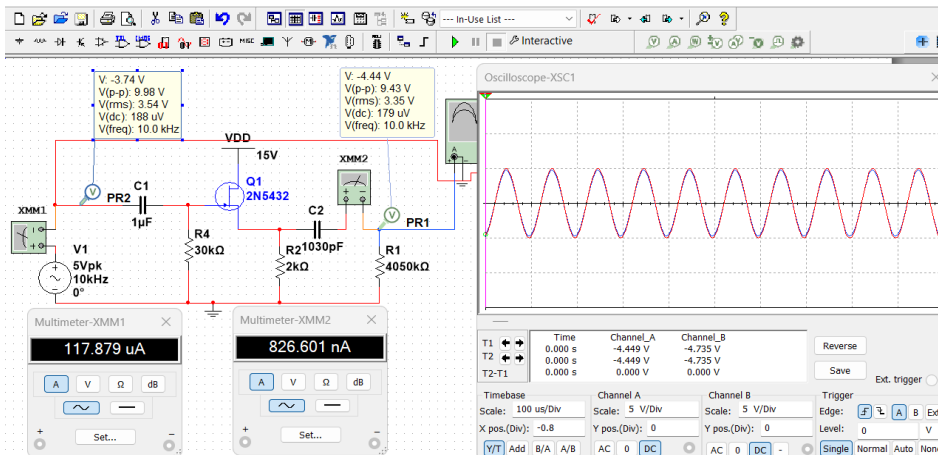 --- In-Use List ---
MISC
Interactive
V: -3.74 V
V(p-p): 9.98 V
V(rms): 3.54 V
V(dc): 188 uV
V(freq): 10.0 kHz
V: -4.44 V
V(p-p): 9.43 V
V(rms): 3.35 V
V(dc): 179 uV
V(freq): 10.0 kHz
Oscilloscope-XSC1
VDD
15V
XMM2
Q1
2N5432
C1
PR2
1µF
C2
1030pF
PR1
XMM1
R4
30kΩ
R2
2kΩ
R1
4050kΩ
V1
5Vpk
10kHz
0°
A
Multimeter-XMM1
117.879 uA
A V Ω dB
Set...
+ -
Multimeter-XMM2
826.601 nA
A V Ω dB
Set...
+ -
Time Channel_A Channel_B
T1 0.000 s -4.449 V -4.735 V
T2 0.000 s -4.449 V -4.735 V
T2-T1 0.000 s 0.000 V 0.000 V
Reverse
Save
Ext. trigger
Timebase
Scale: 100 us/Div
X pos.(Div): -0.8
Y/T Add B/A A/B
Channel A
Scale: 5 V/Div
Y pos.(Div): 0
AC 0 DC
Channel B
Scale: 5 V/Div
Y pos.(Div): 0
AC 0 DC -
Trigger
Edge: A B Ext
Level: 0 V
Single Normal Auto None